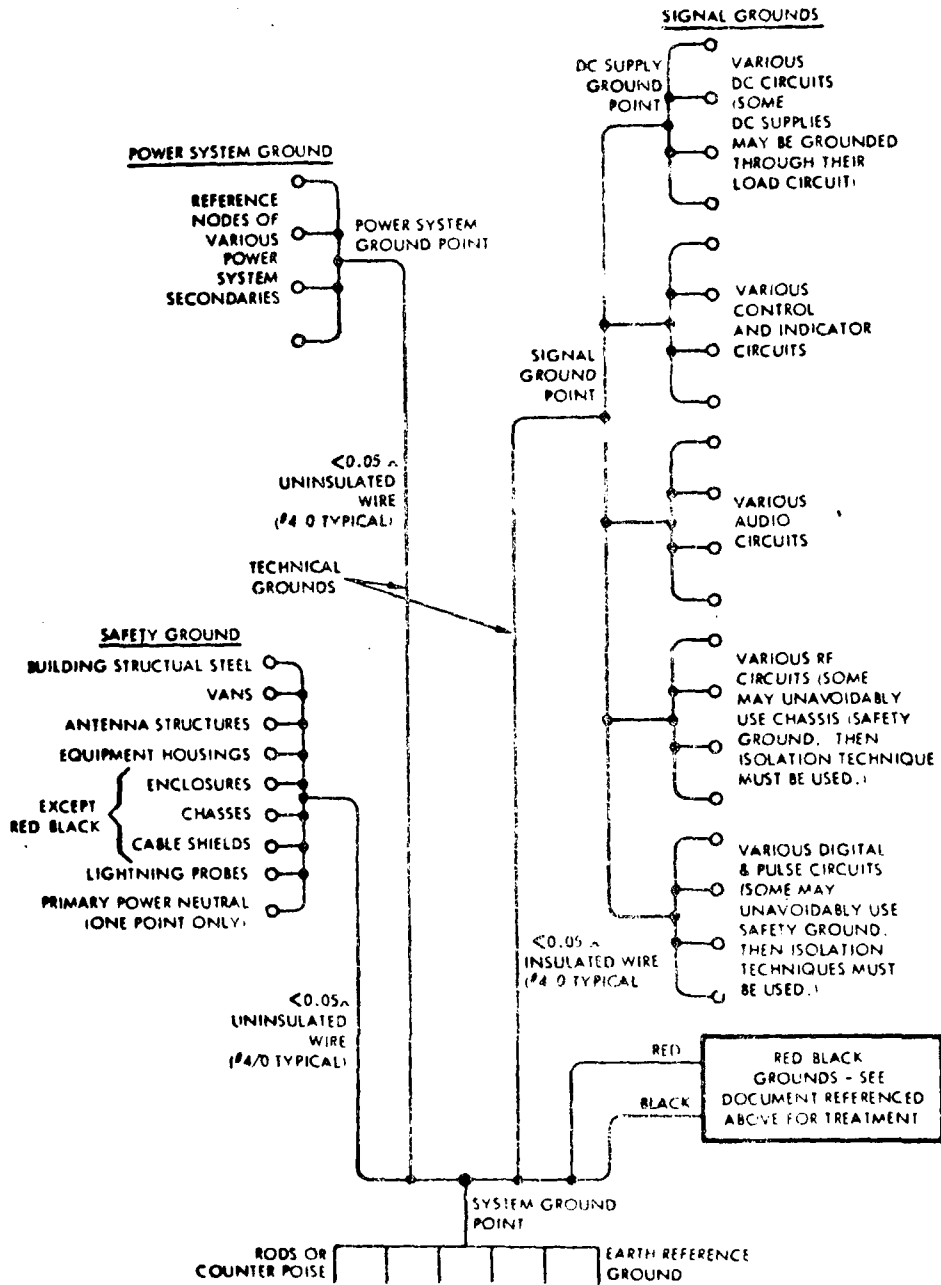 SIGNAL GROUNDS
DC SUPPLY
GROUND
POINT
VARIOUS
DC CIRCUITS
(SOME
DC SUPPLIES
MAY BE GROUNDED
THROUGH THEIR
LOAD CIRCUIT)
POWER SYSTEM GROUND
REFERENCE
NODES OF
VARIOUS
POWER
SYSTEM
SECONDARIES
POWER SYSTEM
GROUND POINT
VARIOUS
CONTROL
AND INDICATOR
CIRCUITS
SIGNAL
GROUND
POINT
<0.05
UNINSULATED
WIRE
(#4 0 TYPICAL)
VARIOUS
AUDIO
CIRCUITS
TECHNICAL
GROUNDS
SAFETY GROUND
BUILDING STRUCTUAL STEEL
VANS
ANTENNA STRUCTURES
EQUIPMENT HOUSINGS
ENCLOSURES
CHASSES
CABLE SHIELDS
EXCEPT
RED BLACK
LIGHTNING PROBES
PRIMARY POWER NEUTRAL
(ONE POINT ONLY)
VARIOUS RF
CIRCUITS (SOME
MAY UNAVOIDABLY
USE CHASSIS (SAFETY
GROUND, THEN
ISOLATION TECHNIQUE
MUST BE USED.)
VARIOUS DIGITAL
& PULSE CIRCUITS
(SOME MAY
UNAVOIDABLY USE
SAFETY GROUND,
THEN ISOLATION
TECHNIQUES MUST
BE USED.)
<0.05
INSULATED WIRE
(#4 0 TYPICAL
<0.05
UNINSULATED
WIRE
(#4/0 TYPICAL)
RED
BLACK
RED BLACK
GROUNDS - SEE
DOCUMENT REFERENCED
ABOVE FOR TREATMENT
SYSTEM GROUND
POINT
RODS OR
COUNTER POISE
EARTH REFERENCE
GROUND